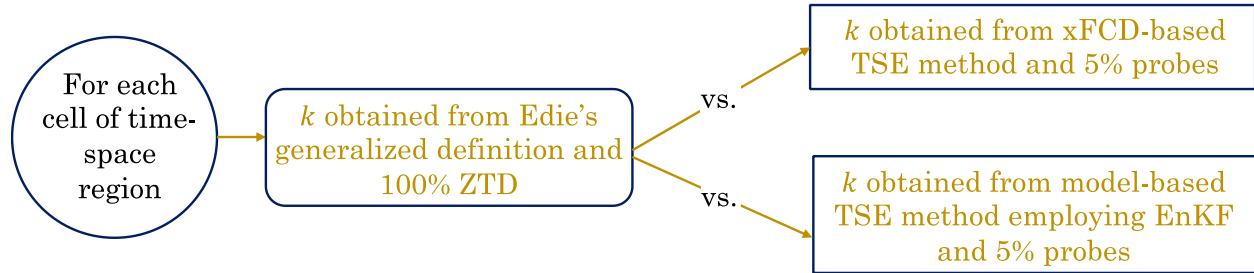 For each
cell of time-
space
region
k obtained from Edie's
generalized definition and
100% ZTD
vs.
k obtained from xFCD-based
TSE method and 5% probes
vs.
k obtained from model-based
TSE method employing EnKF
and 5% probes